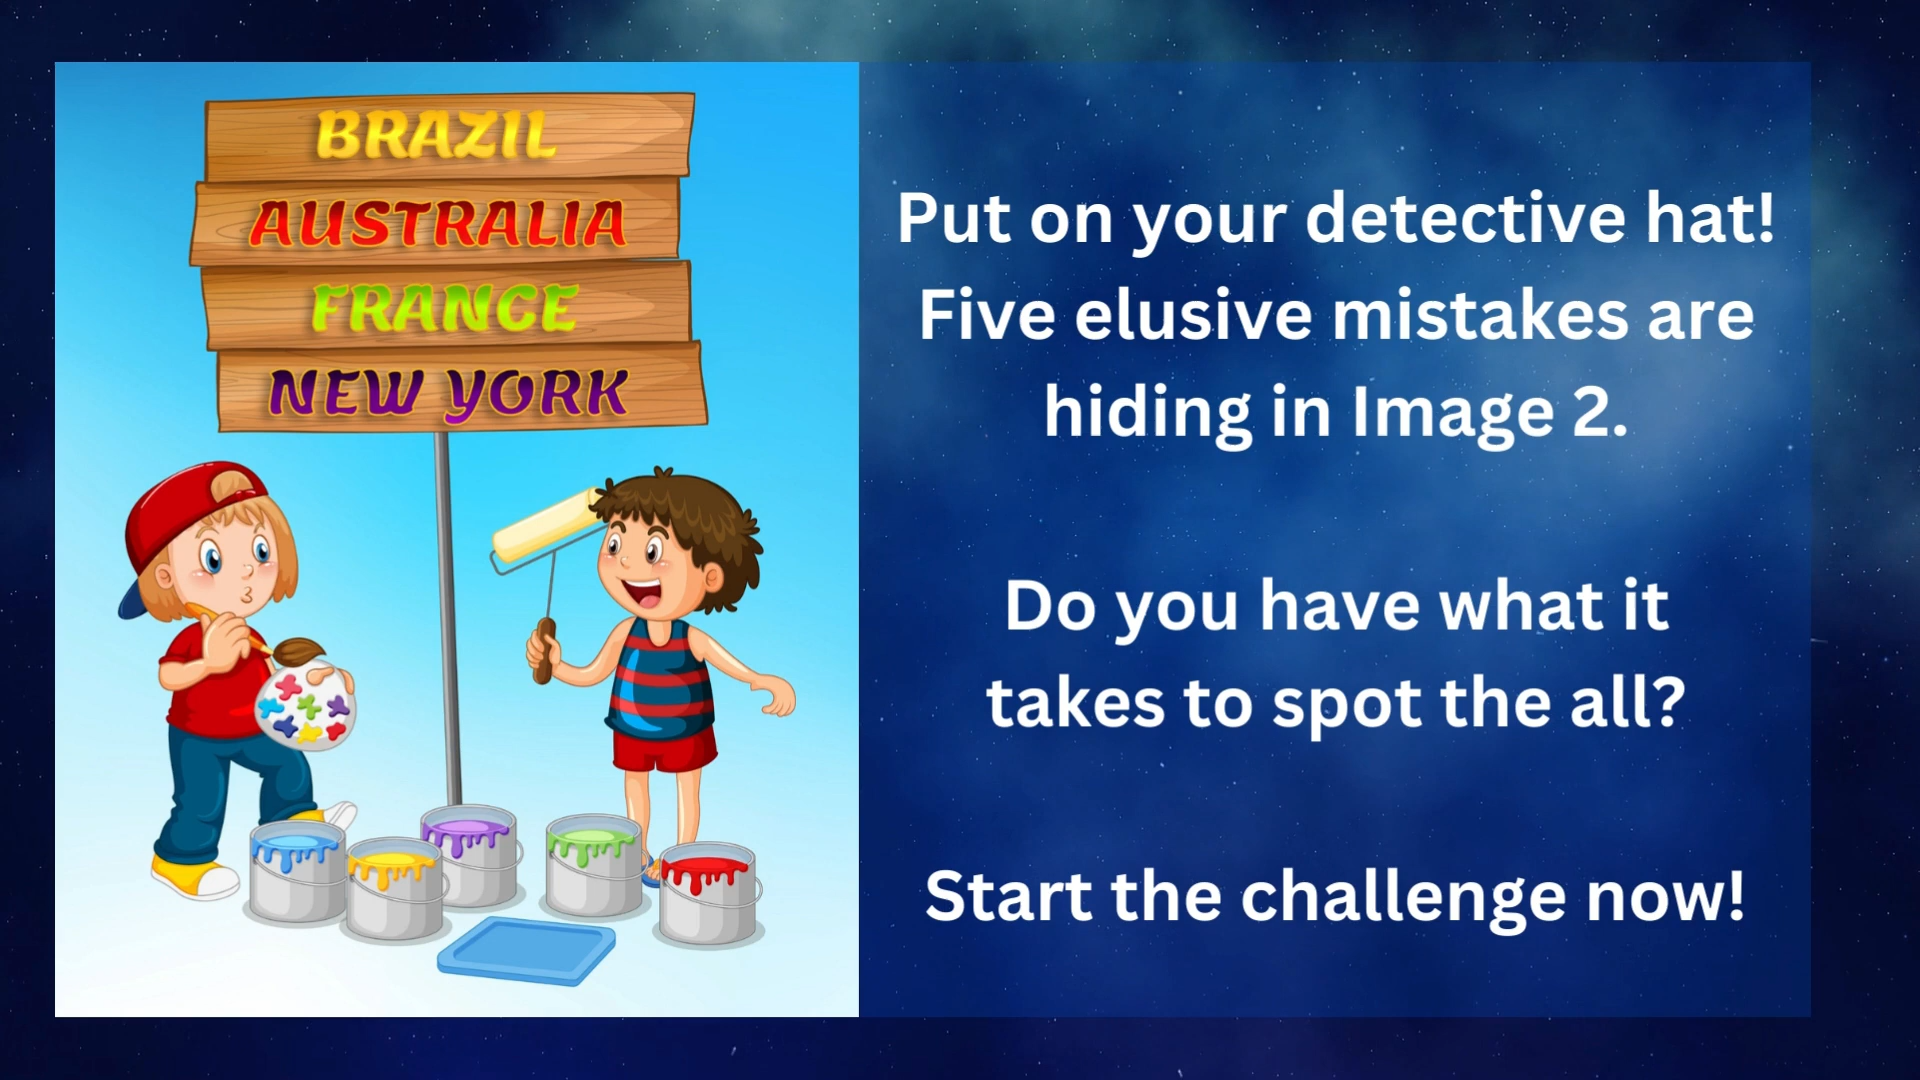 BRAZIL
AUSTRALIA
FRANCE
NEW YORK
Put on your detective hat!
Five elusive mistakes are
hiding in Image 2.
Do you have what it
takes to spot the all?
Start the challenge now!